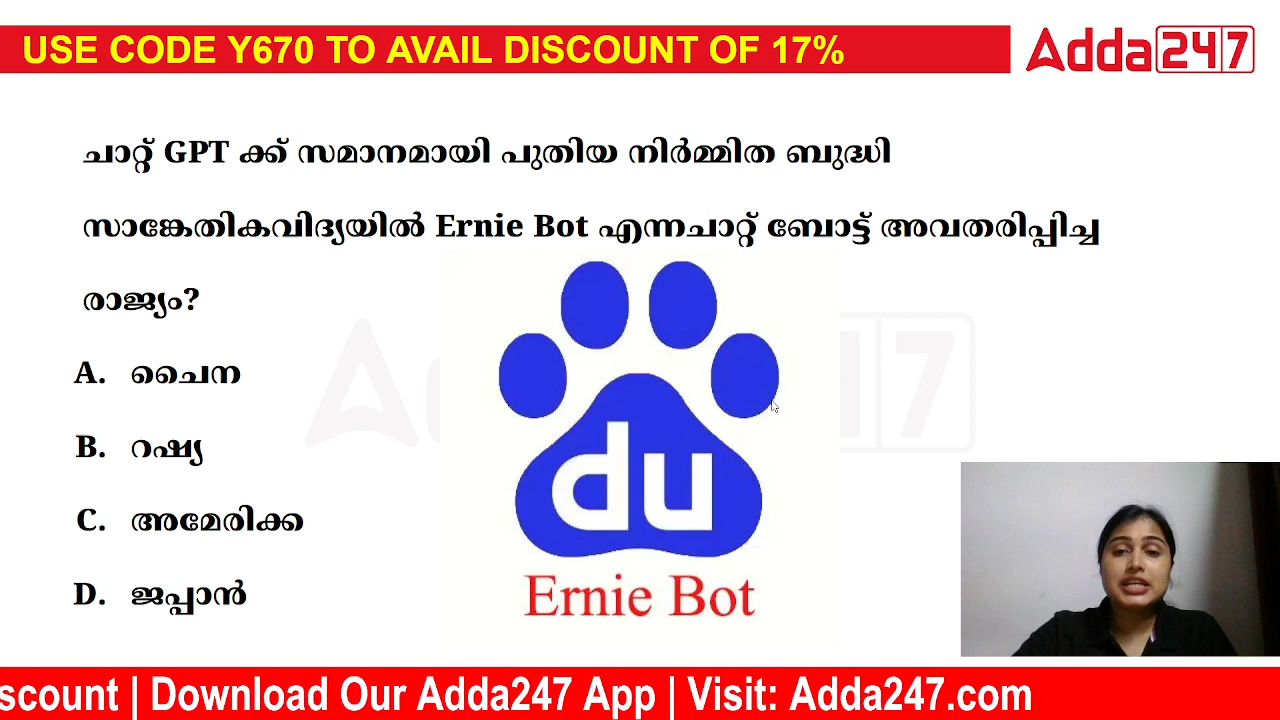 USE CODE Y670 TO AVAIL DISCOUNT OF 17%
Adda247
ചാറ്റ് GPT ക്ക് സമാനമായി പുതിയ നിർമ്മിത ബുദ്ധി
സാങ്കേതികവിദ്യയിൽ Ernie Bot എന്നചാറ്റ് ബോട്ട് അവതരിപ്പിച്ച
രാജ്യം?
A. ചൈന
B. റഷ്യ
C. അമേരിക്ക
D. ജപ്പാൻ
du
Ernie Bot
scount | Download Our Adda247 App | Visit: Adda247.com